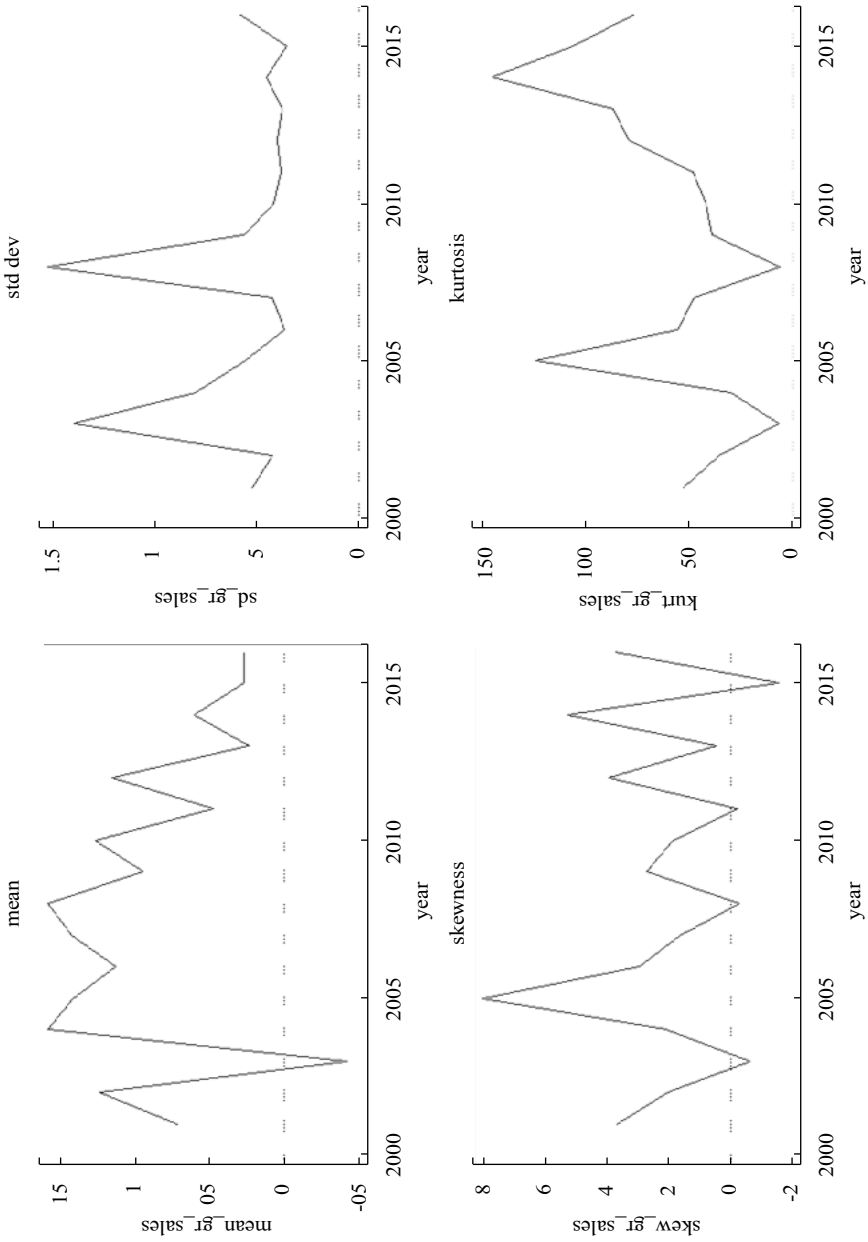 mean
15
1
05
0
-05
mean_gr_sales
2000 2005 2010 2015
year
std dev
1.5
1
5
0
sd_gr_sales
2000 2005 2010 2015
year
skewness
8
6
4
2
0
-2
skew_gr_sales
2000 2005 2010 2015
year
kurtosis
150
100
50
0
kurt_gr_sales
2000 2005 2010 2015
year